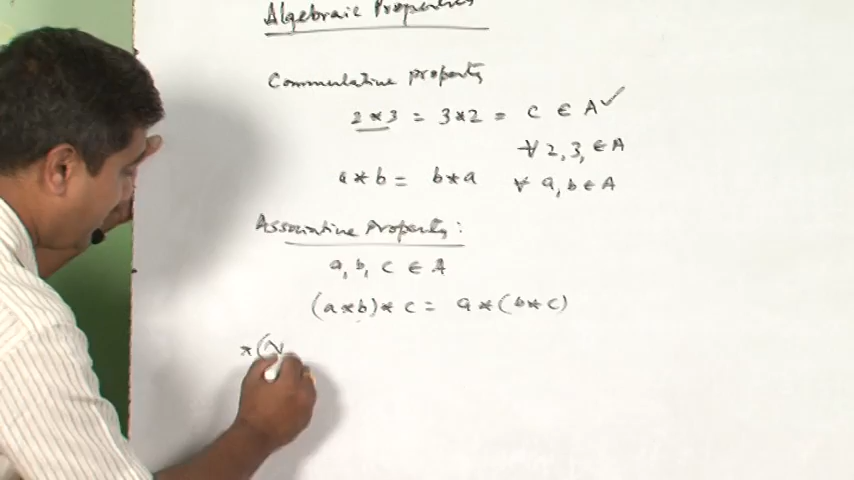 Algebraic Properties
Commutative property
2 * 3 = 3 * 2 = c ∈ A ✓
∀ 2, 3, ∈ A
a * b = b * a ∀ a, b ∈ A
Associative Property:
a, b, c ∈ A
(a * b) * c = a * (b * c)
* (N